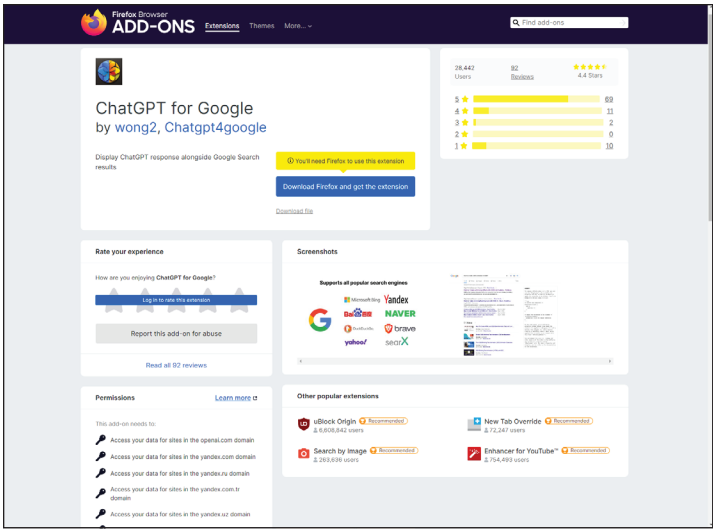 Firefox Browser
ADD-ONS
Extensions
Themes
More...
Find add-ons
28,442
Users
92
Reviews
4.4 Stars
5
69
4
11
3
2
2
0
1
10
ChatGPT for Google
by wong2, Chatgpt4google
Display ChatGPT response alongside Google Search
results
You'll need Firefox to use this extension
Download Firefox and get the extension
Download file
Rate your experience
How are you enjoying ChatGPT for Google?
Log in to rate this extension
Report this add-on for abuse
Read all 92 reviews
Screenshots
Supports all popular search engines
Microsoft Bing
Yandex
G
Bai百度
NAVER
DuckDuckGo
brave
yahoo!
searX
Permissions
Learn more
This add-on needs to:
Access your data for sites in the openai.com domain
Access your data for sites in the yandex.com domain
Access your data for sites in the yandex.ru domain
Access your data for sites in the yandex.com.tr
domain
Access your data for sites in the yandex.uz domain
Other popular extensions
uBlock Origin
Recommended
6,608,842 users
New Tab Override
Recommended
72,247 users
Search by Image
Recommended
263,636 users
Enhancer for YouTube™
Recommended
754,493 users